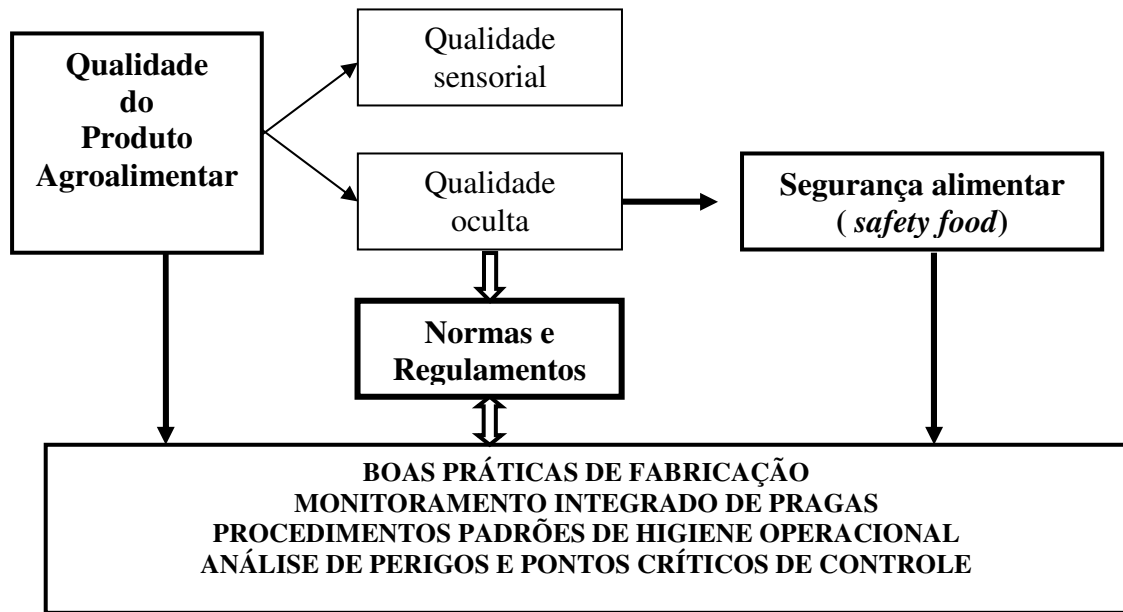 Qualidade
do
Produto
Agroalimentar
Qualidade
sensorial
Qualidade
oculta
Segurança alimentar
( safety food)
Normas e
Regulamentos
BOAS PRÁTICAS DE FABRICAÇÃO
MONITORAMENTO INTEGRADO DE PRAGAS
PROCEDIMENTOS PADRÕES DE HIGIENE OPERACIONAL
ANÁLISE DE PERIGOS E PONTOS CRÍTICOS DE CONTROLE